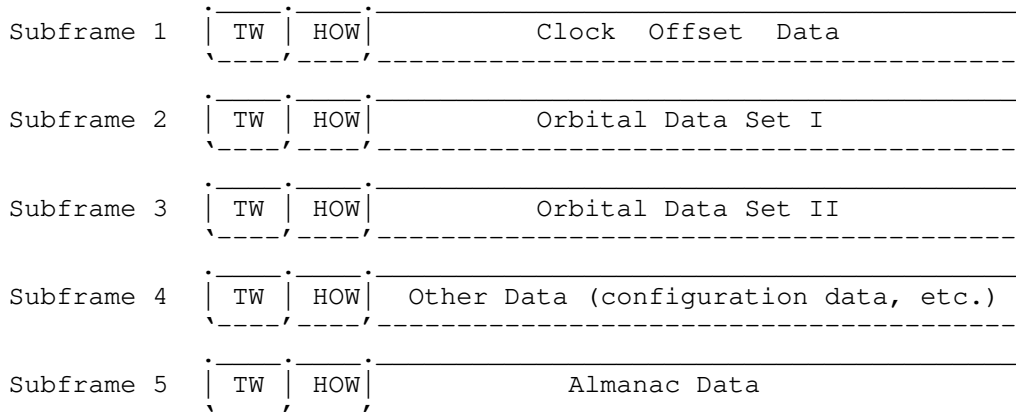 Subframe 1 | TW | HOW| Clock Offset Data
Subframe 2 | TW | HOW| Orbital Data Set I
Subframe 3 | TW | HOW| Orbital Data Set II
Subframe 4 | TW | HOW| Other Data (configuration data, etc.)
Subframe 5 | TW | HOW| Almanac Data